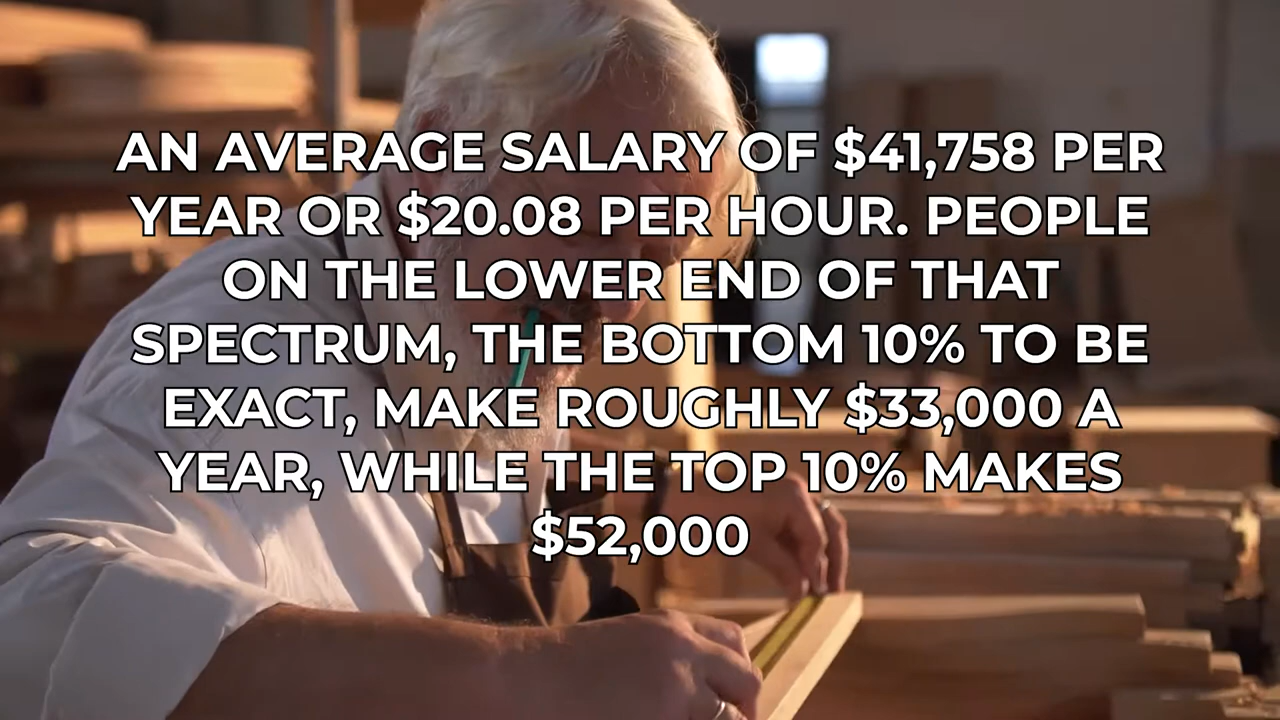 AN AVERAGE SALARY OF $41,758 PER
YEAR OR $20.08 PER HOUR. PEOPLE
ON THE LOWER END OF THAT
SPECTRUM, THE BOTTOM 10% TO BE
EXACT, MAKE ROUGHLY $33,000 A
YEAR, WHILE THE TOP 10% MAKES
$52,000